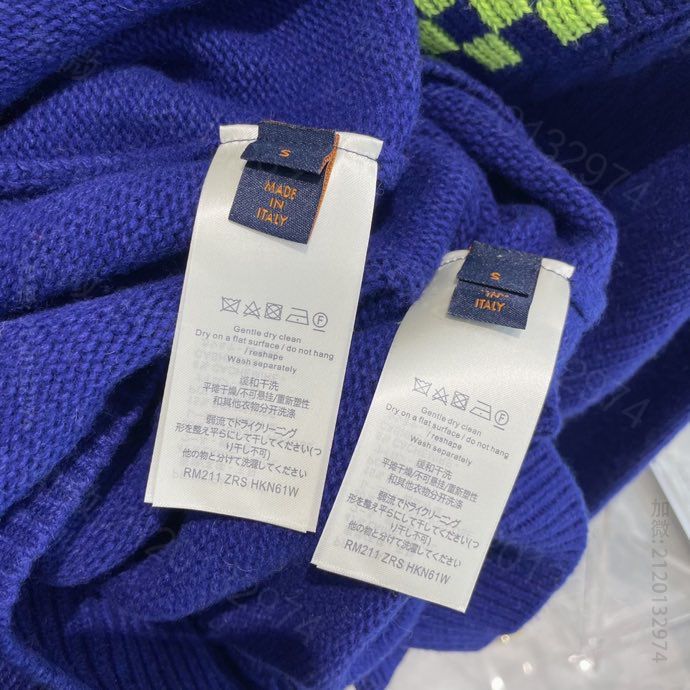 S
MADE
IN
ITALY
Gentle dry clean
Dry on a flat surface / do not hang
/ reshape
Wash separately
缓和干洗
平摊干燥/不可悬挂/重新塑性
和其他衣物分开洗涤
弱流でドライクリーニング
形を整え平らにして干してください(つ
り干し不可)
他の物と分けて洗濯してください
RM211 ZRS HKN61W
S
ITALY
Gentle dry clean
Dry on a flat surface / do not hang
/ reshape
Wash separately
缓和干洗
平摊干燥/不可悬挂/重新塑性
和其他衣物分开洗涤
弱流でドライクリーニング
形を整え平らにして干してください(つ
り干し不可)
他の物と分けて洗濯してください
RM211 ZRS HKN61W
加微:2120132974